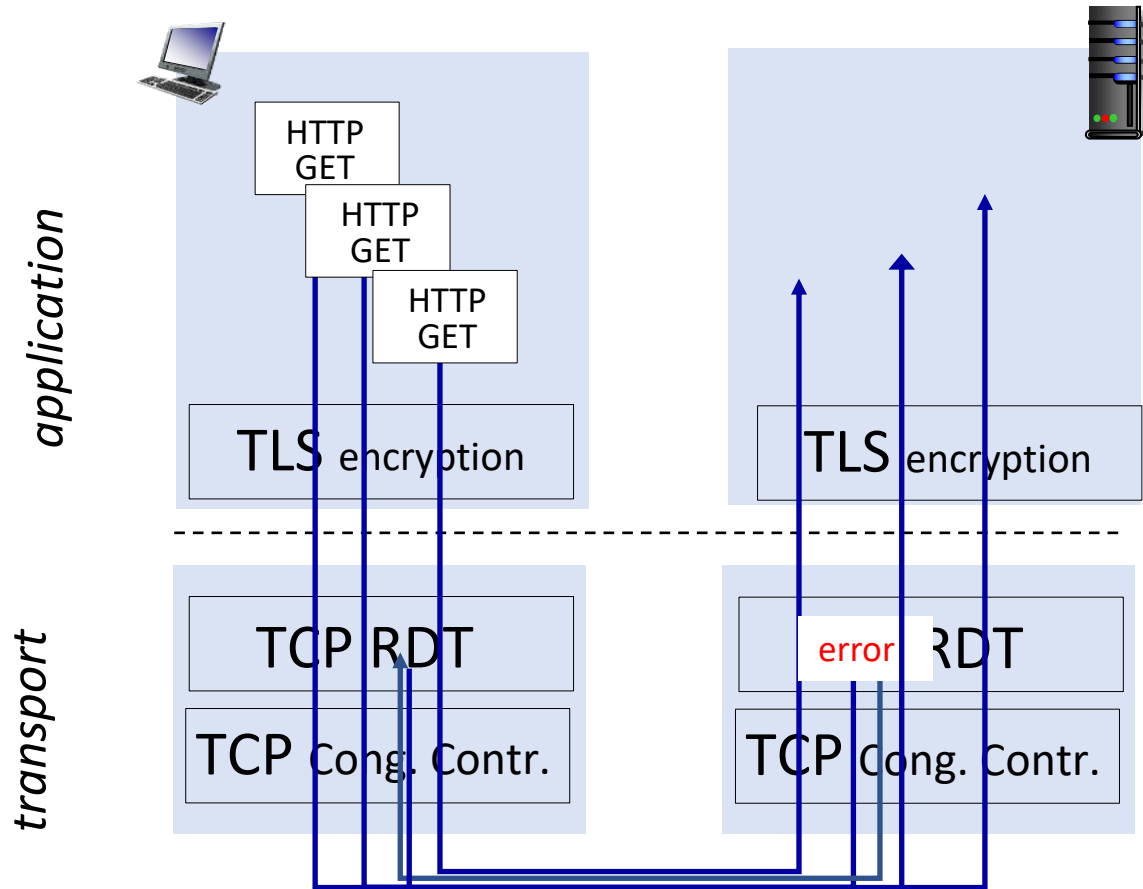 application
HTTP
GET
HTTP
GET
HTTP
GET
TLS encryption
TLS encryption
transport
TCP RDT
error RDT
TCP Cong. Contr.
TCP Cong. Contr.